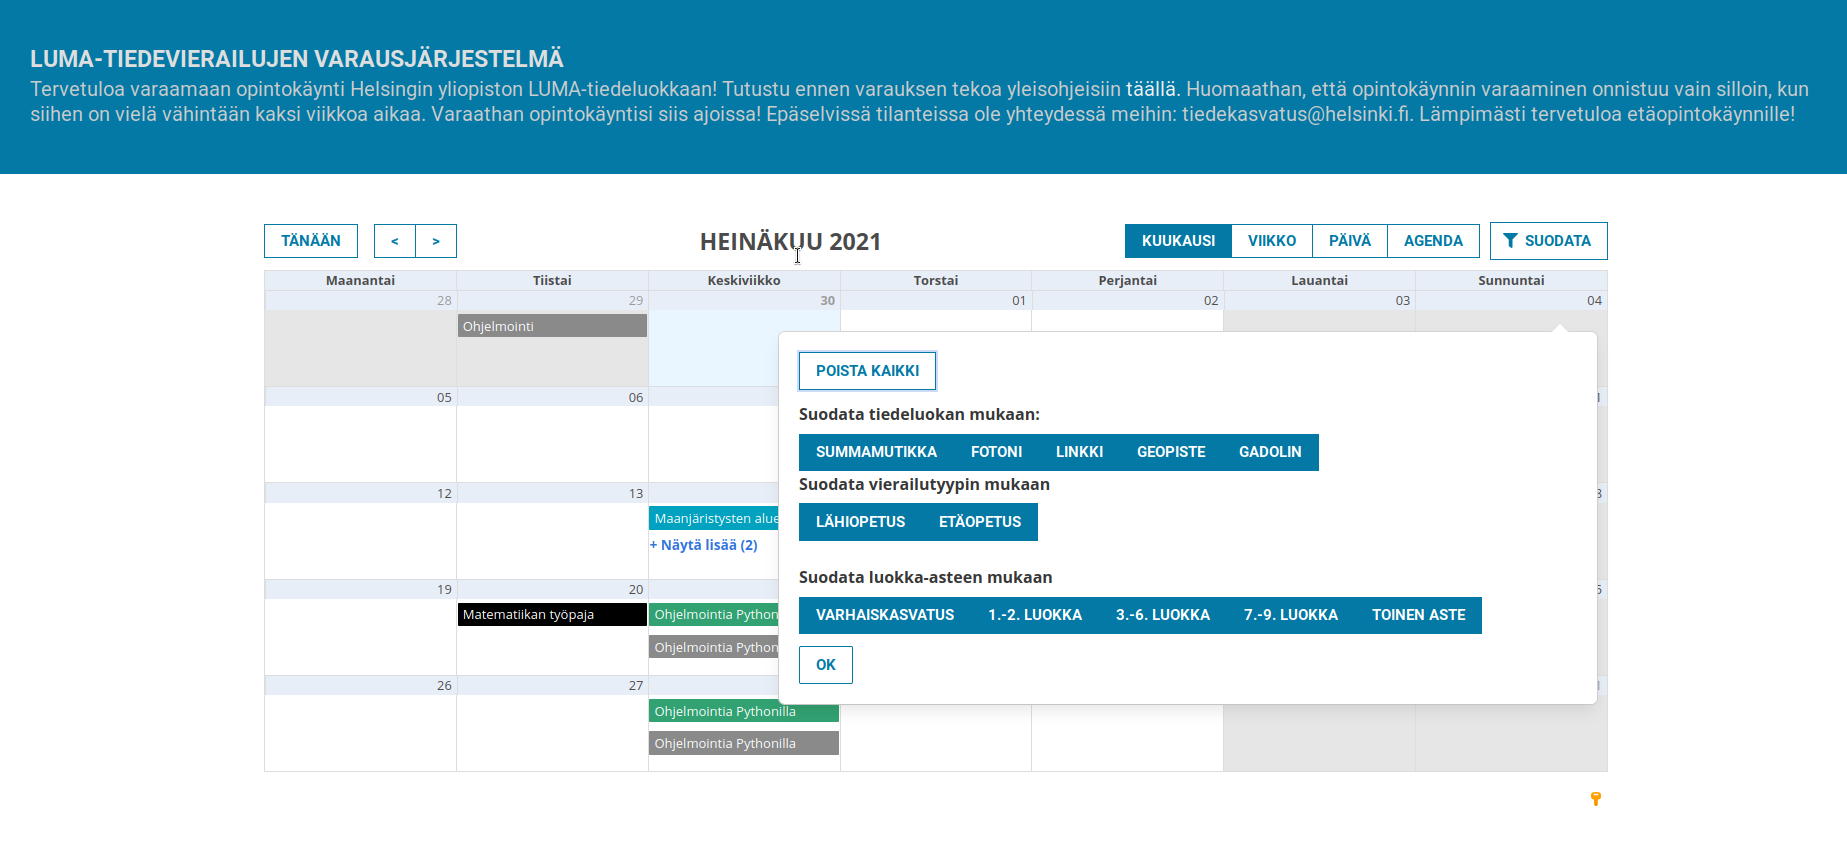 LUMA-TIEDEVIERAILUJEN VARAUSJÄRJESTELMÄ
Tervetuloa varaamaan opintokäynti Helsingin yliopiston LUMA-tiedeluokkaan! Tutustu ennen varauksen tekoa yleisohjeisiin täällä. Huomaathan, että opintokäynnin varaaminen onnistuu vain silloin, kun
siihen on vielä vähintään kaksi viikkoa aikaa. Varaathan opintokäyntisi siis ajoissa! Epäselvissä tilanteissa ole yhteydessä meihin: tiedekasvatus@helsinki.fi. Lämpimästi tervetuloa etäopintokäynnille!
TÄNÄÄN < > HEINÄKUU 2021 KUUKAUSI VIIKKO PÄIVÄ AGENDA SUODATA
Maanantai Tiistai Keskiviikko Torstai Perjantai Lauantai Sunnuntai
28 29 30 01 02 03 04
Ohjelmointi
POISTA KAIKKI
05 06
Suodata tiedeluokan mukaan:
SUMMAMUTIKKA FOTONI LINKKI GEOPISTE GADOLIN
Suodata vierailutyypin mukaan
12 13
Maanjäristysten alue
LÄHIOPETUS ETÄOPETUS
+ Näytä lisää (2)
Suodata luokka-asteen mukaan
19 20
Matematiikan työpaja Ohjelmointia Python
VARHAISKASVATUS 1.-2. LUOKKA 3.-6. LUOKKA 7.-9. LUOKKA TOINEN ASTE
Ohjelmointia Python
OK
26 27
Ohjelmointia Pythonilla
Ohjelmointia Pythonilla